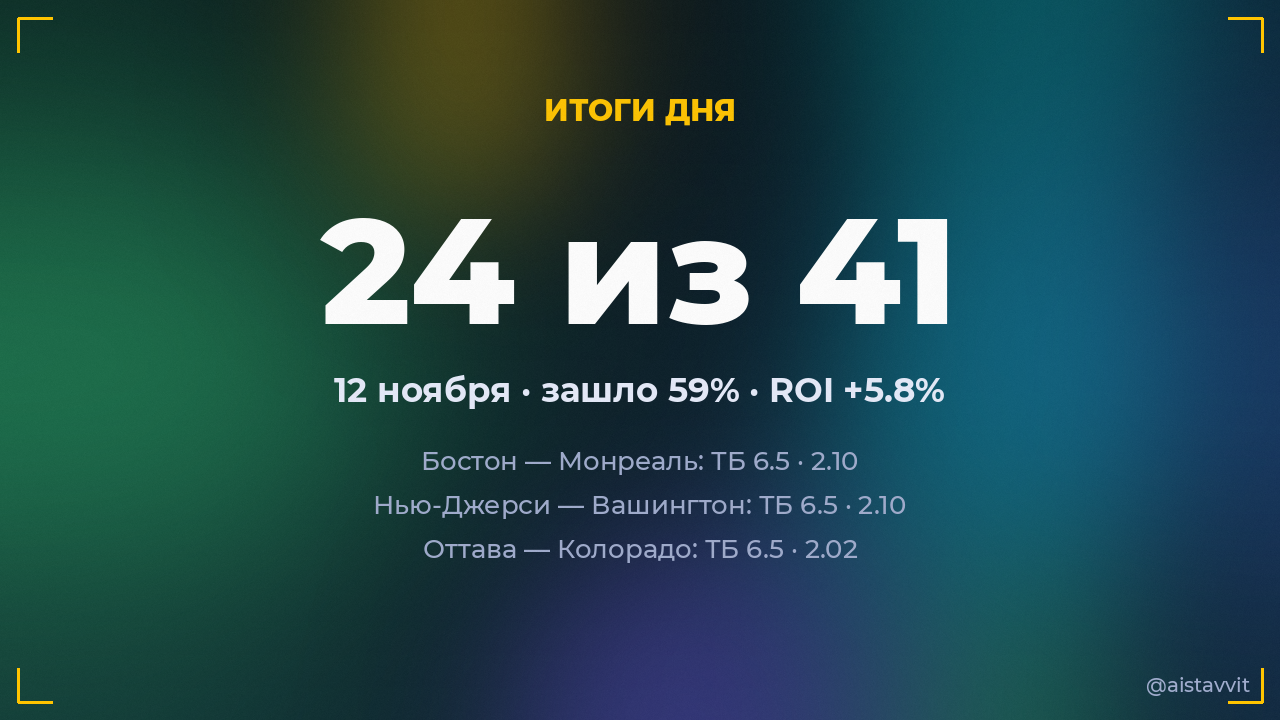 ИТОГИ ДНЯ
24 из 41
12 ноября · зашло 59% · ROI +5.8%
Бостон — Монреаль: ТБ 6.5 · 2.10
Нью-Джерси — Вашингтон: ТБ 6.5 · 2.10
Оттава — Колорадо: ТБ 6.5 · 2.02
@aistavvit